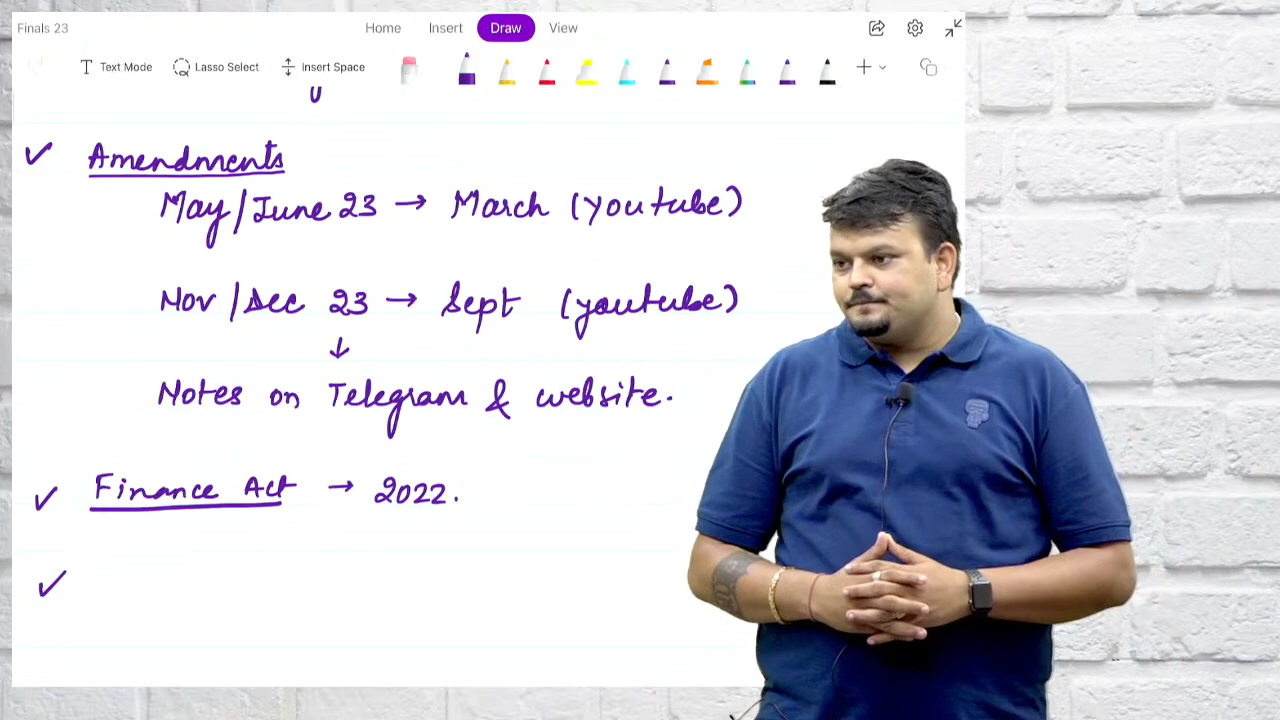 Finals 23
Home Insert Draw View
Text Mode Lasso Select Insert Space
Amendments
May/June 23 → March (youtube)
Nov/Dec 23 → Sept (youtube)
↓
Notes on Telegram & website.
Finance Act → 2022.